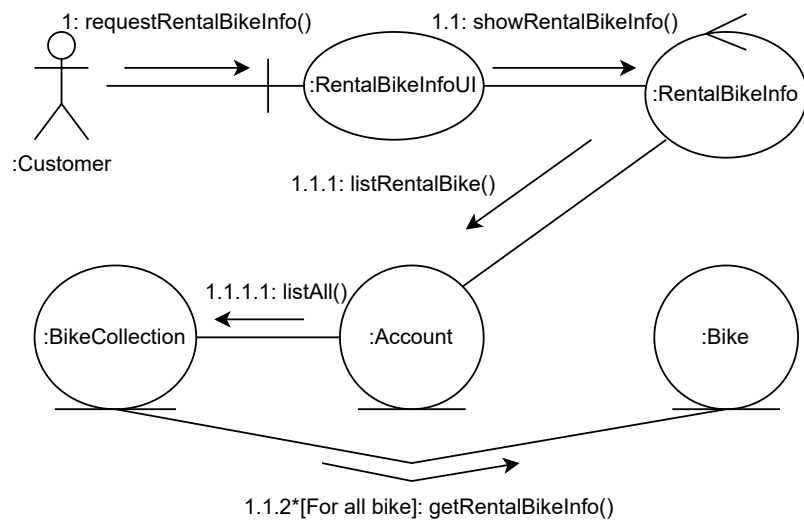 1: requestRentalBikeInfo()
1.1: showRentalBikeInfo()
:RentalBikeInfoUI
:RentalBikeInfo
:Customer
1.1.1: listRentalBike()
1.1.1.1: listAll()
:BikeCollection
:Account
:Bike
1.1.2*[For all bike]: getRentalBikeInfo()